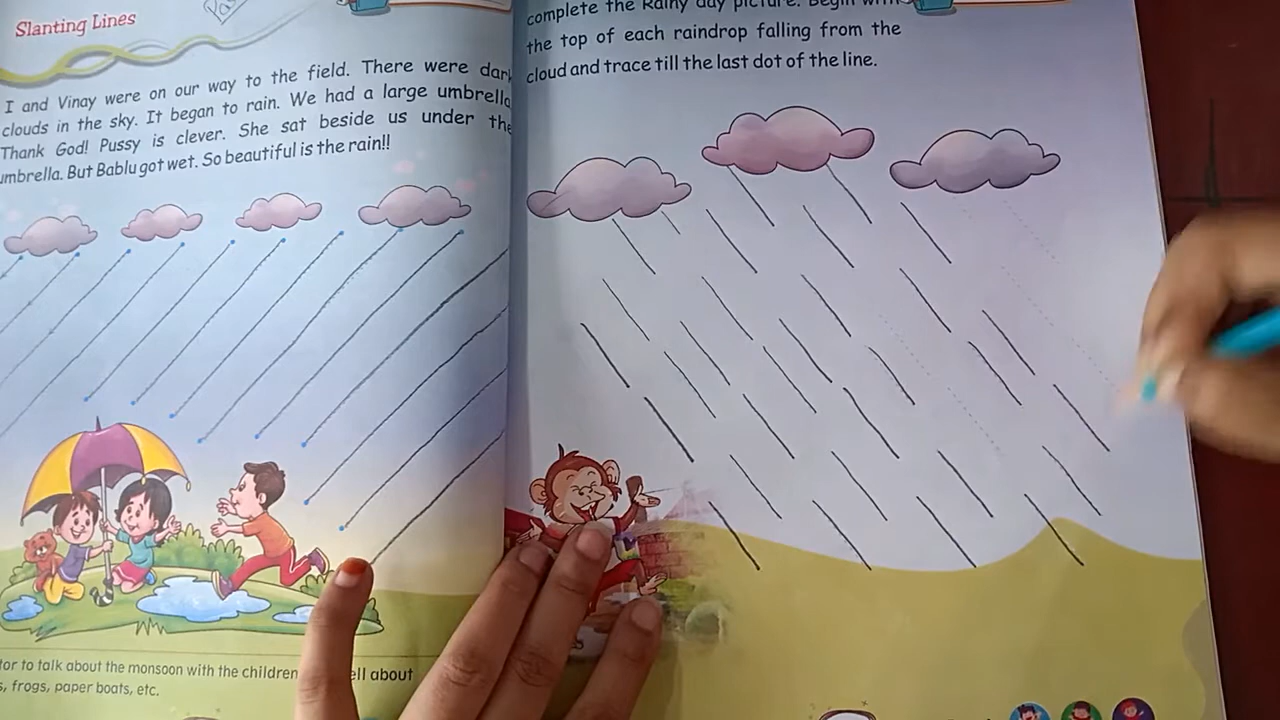 Slanting Lines
I and Vinay were on our way to the field. There were dark
clouds in the sky. It began to rain. We had a large umbrella.
Thank God! Pussy is clever. She sat beside us under the
umbrella. But Bablu got wet. So beautiful is the rain!!
tor to talk about the monsoon with the children
ell about
s, frogs, paper boats, etc.
complete the Rainy day picture. Begin with
the top of each raindrop falling from the
cloud and trace till the last dot of the line.